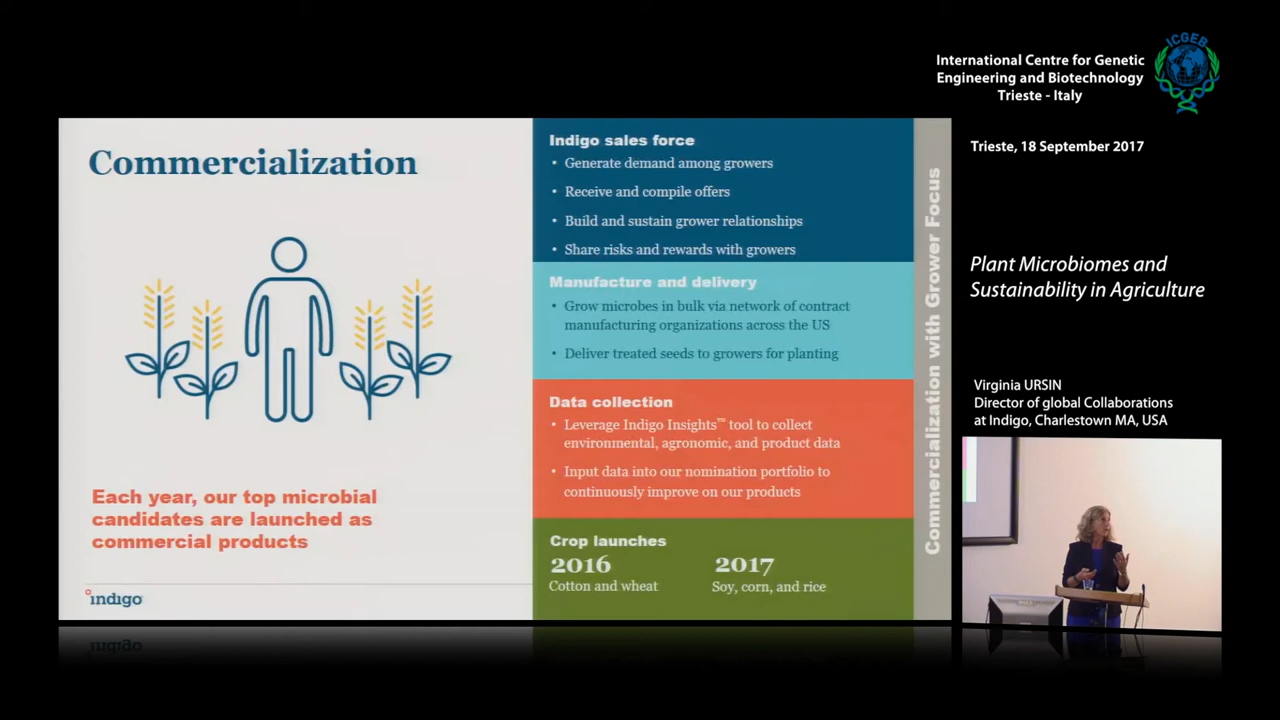 International Centre for Genetic
Engineering and Biotechnology
Trieste - Italy
ICGEB
Trieste, 18 September 2017
Plant Microbiomes and
Sustainability in Agriculture
Virginia URSIN
Director of global Collaborations
at Indigo, Charlestown MA, USA
Commercialization
Each year, our top microbial
candidates are launched as
commercial products
indigo
Indigo sales force
• Generate demand among growers
• Receive and compile offers
• Build and sustain grower relationships
• Share risks and rewards with growers
Manufacture and delivery
• Grow microbes in bulk via network of contract
manufacturing organizations across the US
• Deliver treated seeds to growers for planting
Data collection
• Leverage Indigo Insights™ tool to collect
environmental, agronomic, and product data
• Input data into our nomination portfolio to
continuously improve on our products
Crop launches
2016
Cotton and wheat
2017
Soy, corn, and rice
Commercialization with Grower Focus